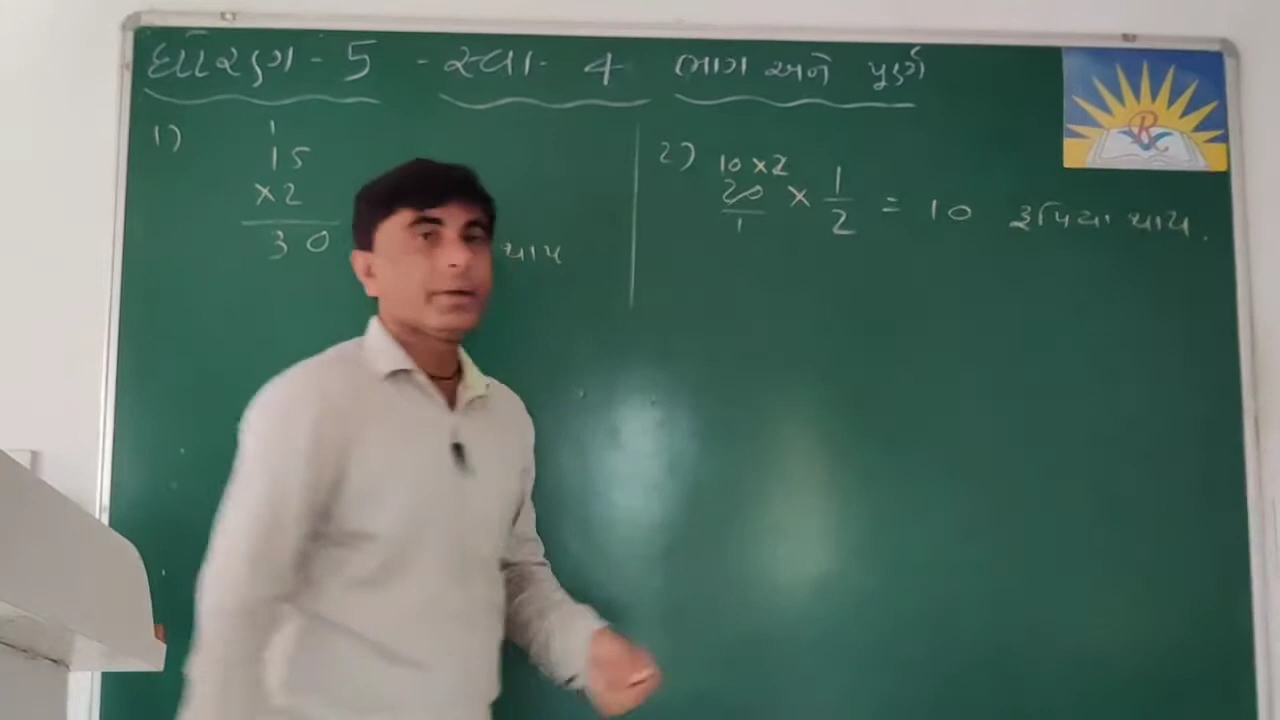 ધોરણ - 5 - સ્વા - 4 ભાગ અને પૂર્ણ
1)
1
15
×2
30 થાય
2)
10 × 2
20/1 × 1/2 = 10 રૂપિયા થાય.